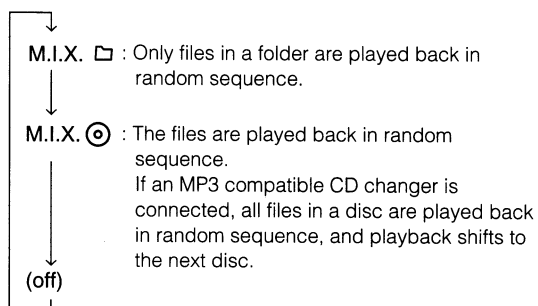 M.I.X. : Only files in a folder are played back in
random sequence.
M.I.X. : The files are played back in random
sequence.
If an MP3 compatible CD changer is
connected, all files in a disc are played back
in random sequence, and playback shifts to
the next disc.
(off)